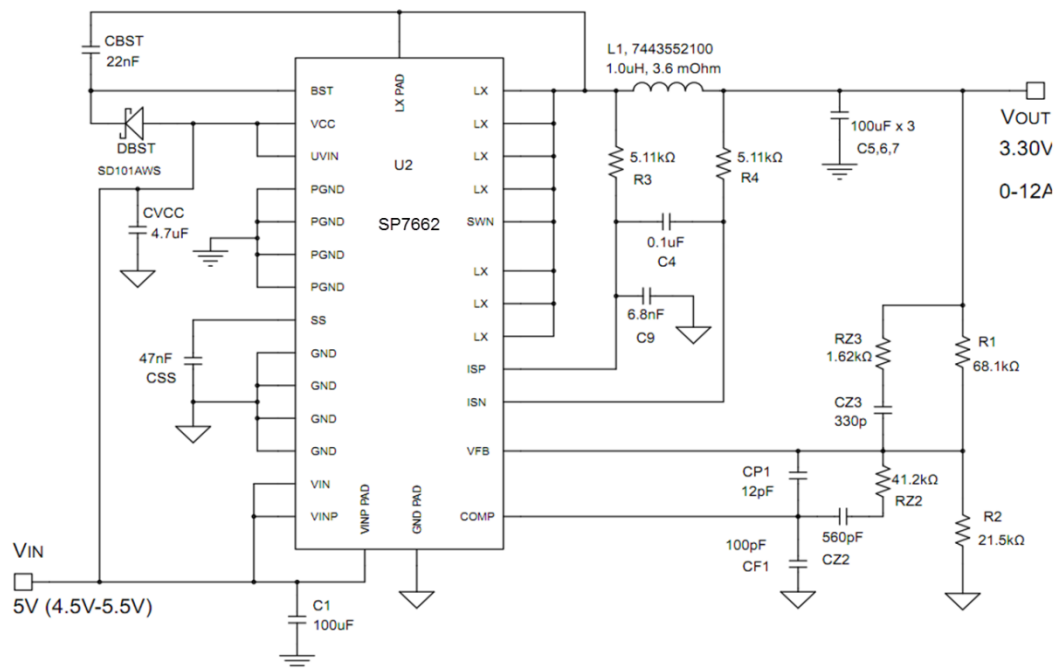 CBST
22nF
DBST
SD101AWS
CVCC
4.7uF
47nF
CSS
VIN
5V (4.5V-5.5V)
C1
100uF
LX PAD
BST
VCC
UVIN
PGND
PGND
PGND
PGND
SS
GND
GND
GND
GND
VIN
VINP
VINP PAD
GND PAD
U2
SP7662
LX
LX
LX
LX
SWN
LX
LX
LX
ISP
ISN
VFB
COMP
L1, 7443552100
1.0uH, 3.6 mOhm
5.11kΩ
R3
5.11kΩ
R4
0.1uF
C4
6.8nF
C9
100uF x 3
C5,6,7
VOUT
3.30V
0-12A
RZ3
1.62kΩ
CZ3
330p
R1
68.1kΩ
CP1
12pF
41.2kΩ
RZ2
560pF
CZ2
100pF
CF1
R2
21.5kΩ